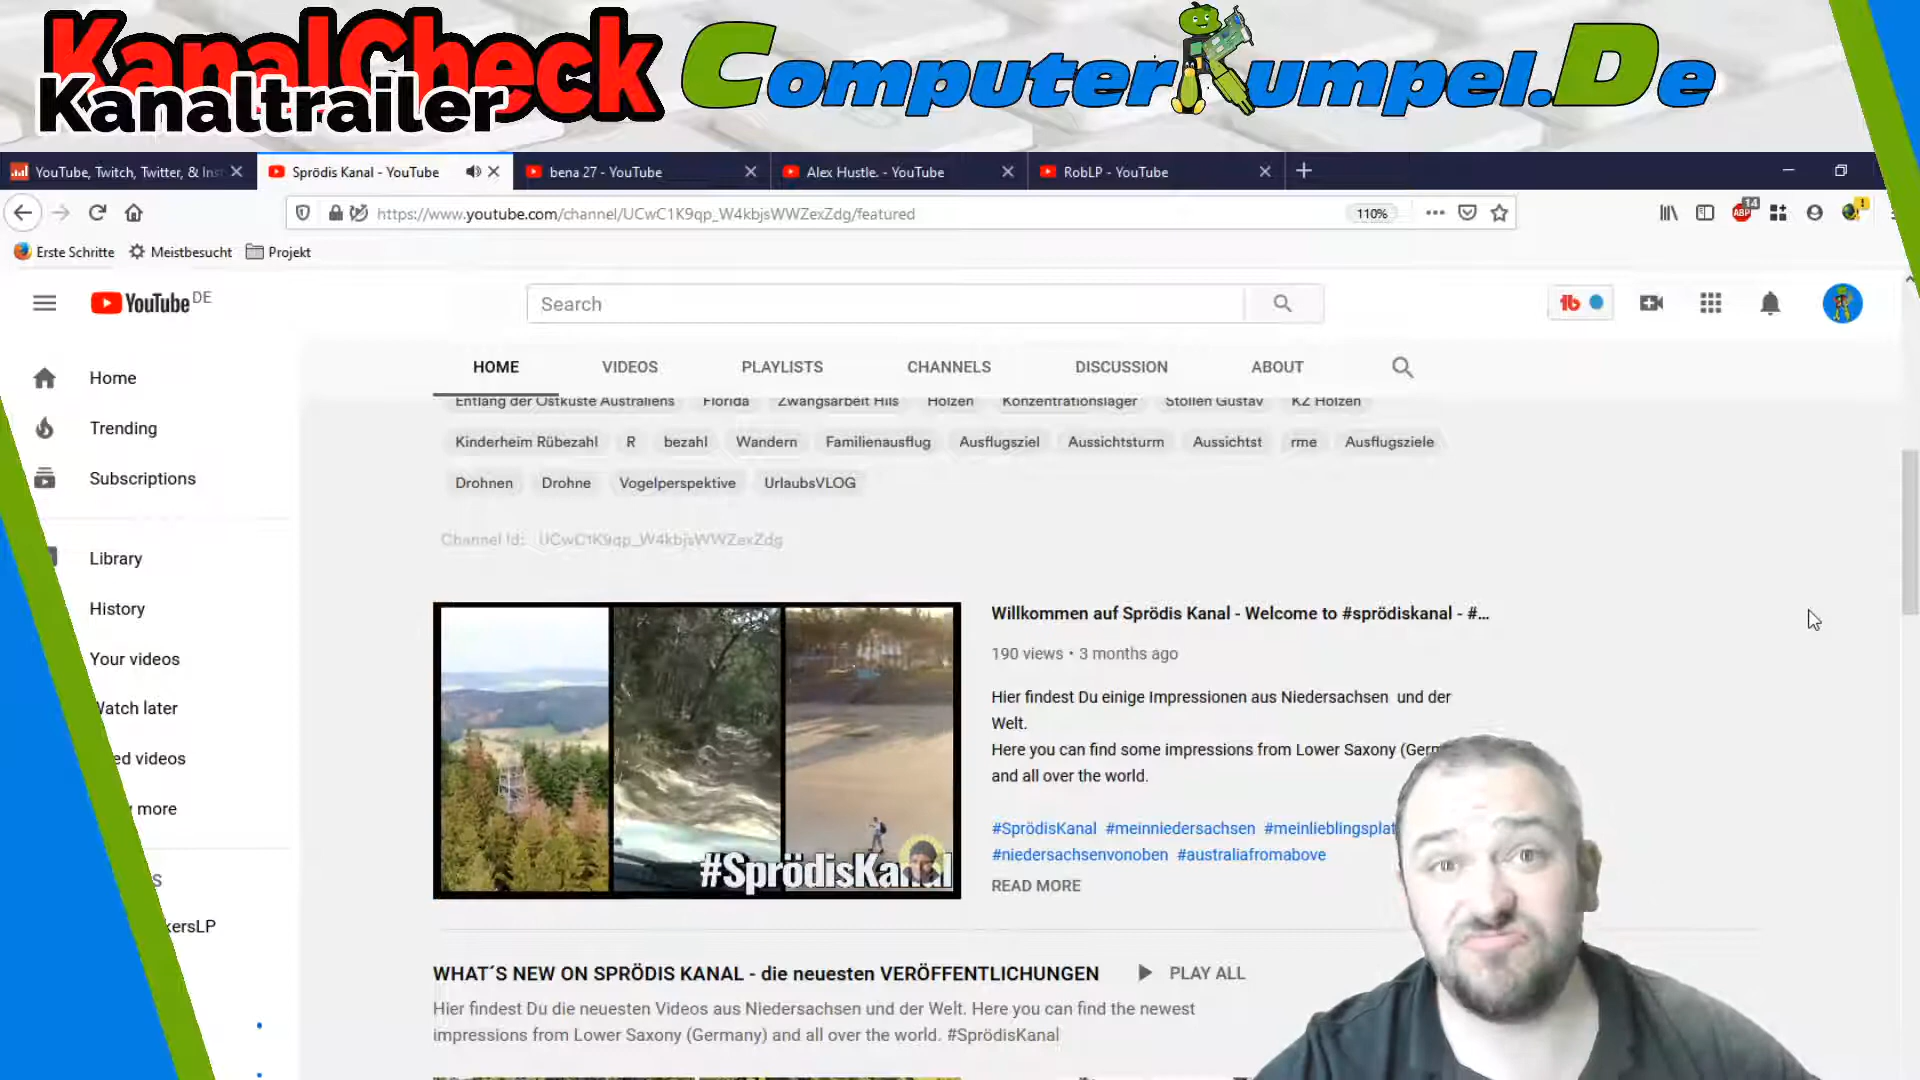 KanalCheck
Kanaltrailer
ComputerRumpel.De
YouTube, Twitch, Twitter, & Inst
Sprödis Kanal - YouTube
bena 27 - YouTube
Alex Hustle. - YouTube
RobLP - YouTube
https://www.youtube.com/channel/UCwC1K9qp_W4kbjsWWZexZdg/featured
110%
ABP
14
Erste Schritte
Meistbesucht
Projekt
YouTube DE
Search
tb
HOME
VIDEOS
PLAYLISTS
CHANNELS
DISCUSSION
ABOUT
Home
Trending
Subscriptions
Library
History
Your videos
Watch later
ed videos
more
S
kersLP
Entlang der Ostküste Australiens Florida Zwangsarbeit Hils Holzen Konzentrationslager Stollen Gustav KZ Holzen
Kinderheim Rübezahl R bezahl Wandern Familienausflug Ausflugsziel Aussichtsturm Aussichtst rme Ausflugsziele
Drohnen Drohne Vogelperspektive UrlaubsVLOG
Channel Id: UCwC1K9qp_W4kbjsWWZexZdg
#SprödisKanal
Willkommen auf Sprödis Kanal - Welcome to #sprödiskanal - #...
190 views • 3 months ago
Hier findest Du einige Impressionen aus Niedersachsen und der
Welt.
Here you can find some impressions from Lower Saxony (Germ
and all over the world.
#SprödisKanal #meinniedersachsen #meinlieblingsplat
#niedersachsenvonoben #australiafromabove
READ MORE
WHAT´S NEW ON SPRÖDIS KANAL - die neuesten VERÖFFENTLICHUNGEN
PLAY ALL
Hier findest Du die neuesten Videos aus Niedersachsen und der Welt. Here you can find the newest
impressions from Lower Saxony (Germany) and all over the world. #SprödisKanal